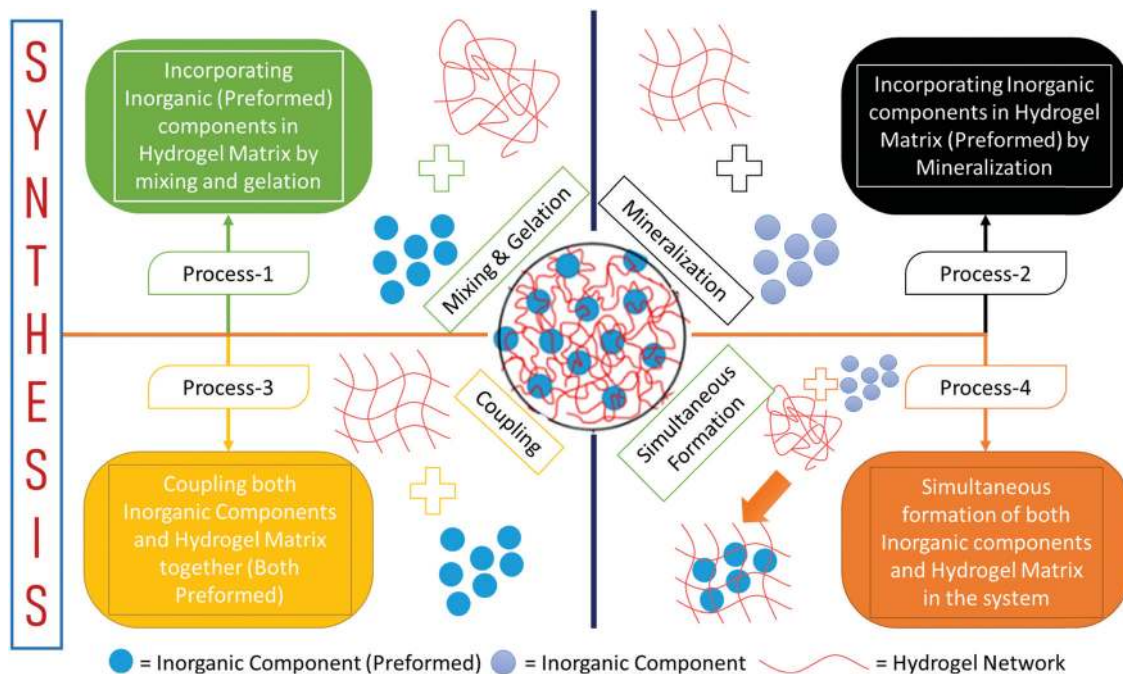 SYNTHESIS
Incorporating
Inorganic (Preformed)
components in
Hydrogel Matrix by
mixing and gelation
Process-1
Mixing & Gelation
Mineralization
Incorporating Inorganic
components in Hydrogel
Matrix (Preformed) by
Mineralization
Process-2
Process-3
Coupling
Coupling both
Inorganic Components
and Hydrogel Matrix
together (Both
Preformed)
Simultaneous
Formation
Process-4
Simultaneous
formation of both
Inorganic components
and Hydrogel Matrix
in the system
= Inorganic Component (Preformed) = Inorganic Component = Hydrogel Network